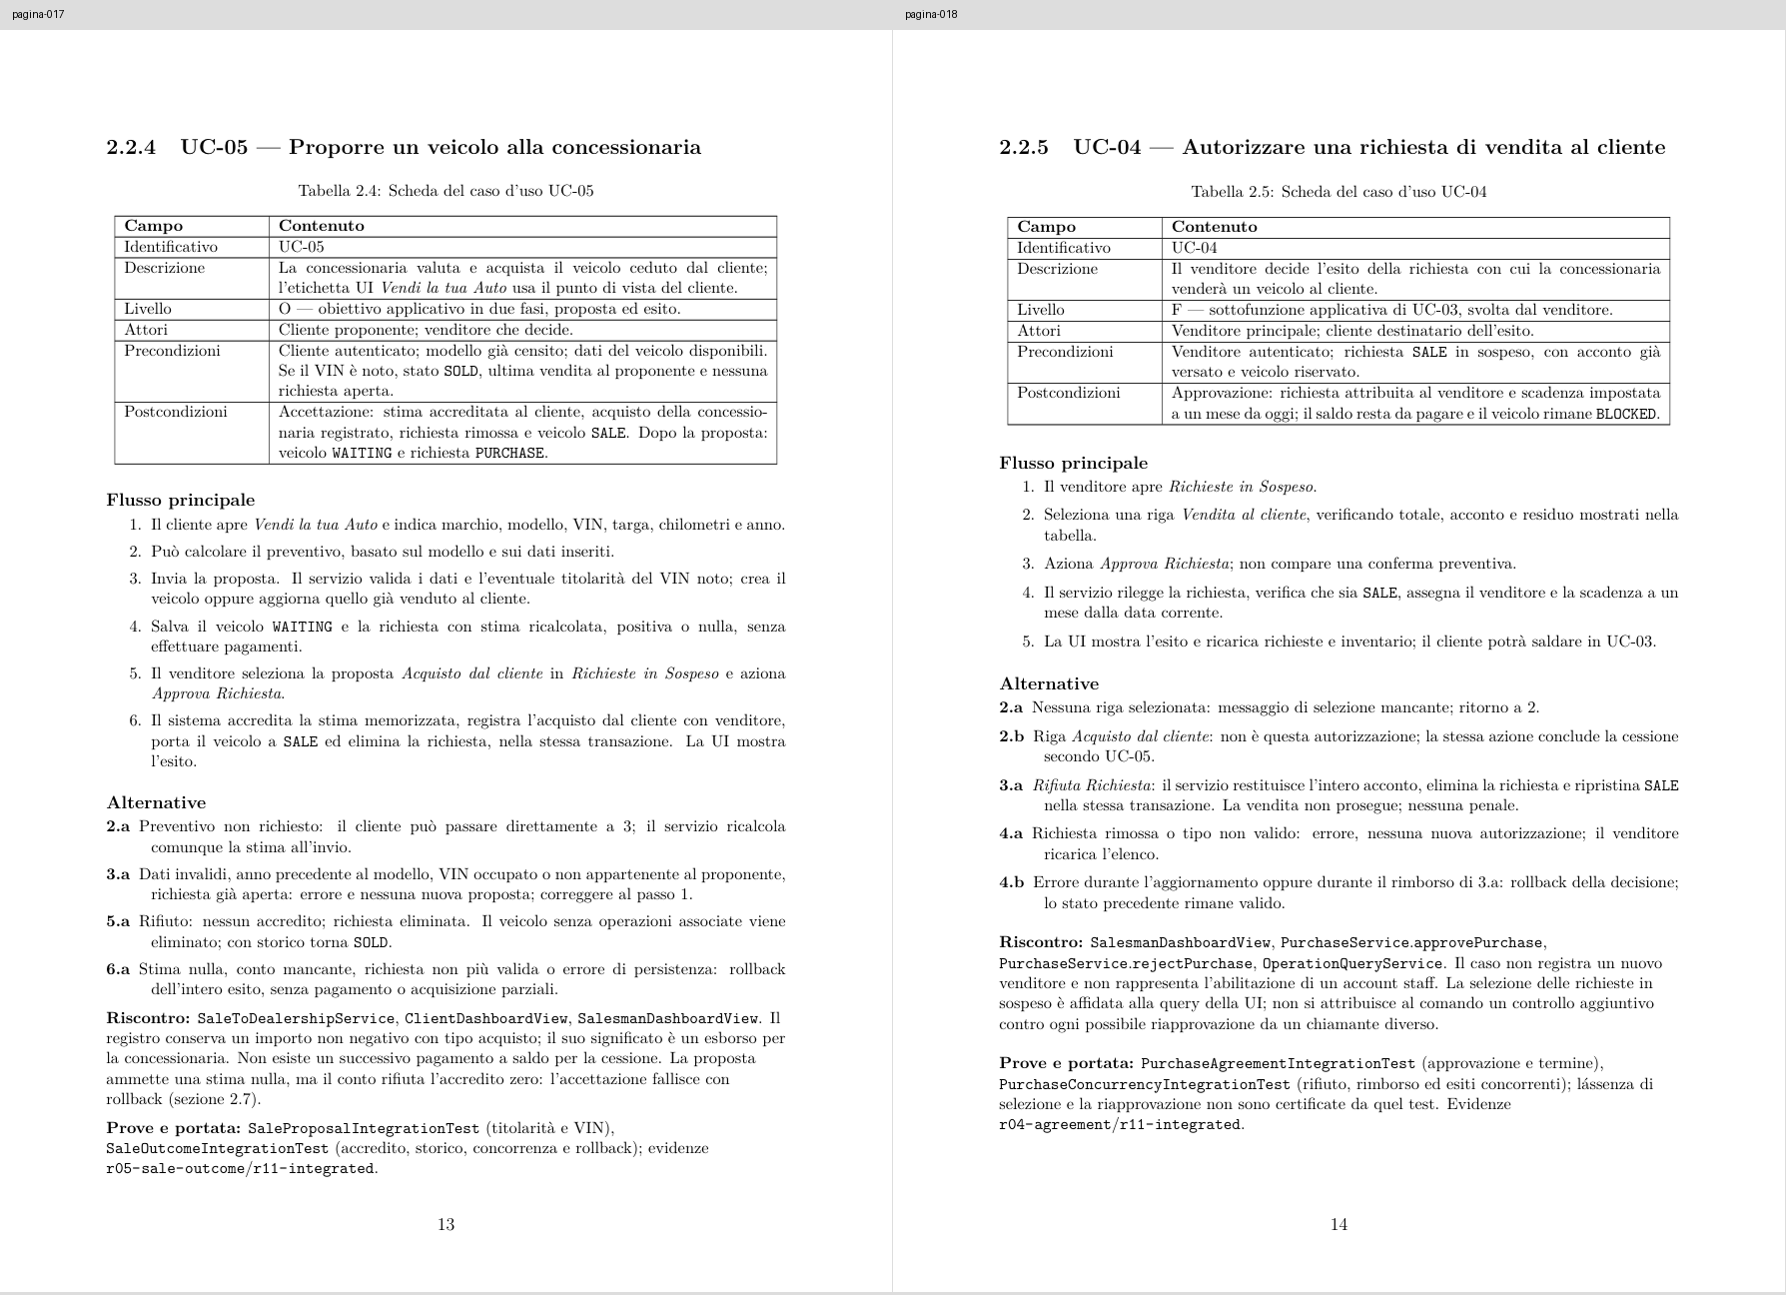 pagina-017
2.2.4 UC-05 — Proporre un veicolo alla concessionaria
Tabella 2.4: Scheda del caso d'uso UC-05
Campo Contenuto
Identificativo UC-05
Descrizione La concessionaria valuta e acquista il veicolo ceduto dal cliente;
l'etichetta UI Vendi la tua Auto usa il punto di vista del cliente.
Livello O — obiettivo applicativo in due fasi, proposta ed esito.
Attori Cliente proponente; venditore che decide.
Precondizioni Cliente autenticato; modello già censito; dati del veicolo disponibili.
Se il VIN è noto, stato SOLD, ultima vendita al proponente e nessuna
richiesta aperta.
Postcondizioni Accettazione: stima accreditata al cliente, acquisto della concessio-
naria registrato, richiesta rimossa e veicolo SALE. Dopo la proposta:
veicolo WAITING e richiesta PURCHASE.
Flusso principale
1. Il cliente apre Vendi la tua Auto e indica marchio, modello, VIN, targa, chilometri e anno.
2. Può calcolare il preventivo, basato sul modello e sui dati inseriti.
3. Invia la proposta. Il servizio valida i dati e l'eventuale titolarità del VIN noto; crea il
veicolo oppure aggiorna quello già venduto al cliente.
4. Salva il veicolo WAITING e la richiesta con stima ricalcolata, positiva o nulla, senza
effettuare pagamenti.
5. Il venditore seleziona la proposta Acquisto dal cliente in Richieste in Sospeso e aziona
Approva Richiesta.
6. Il sistema accredita la stima memorizzata, registra l'acquisto dal cliente con venditore,
porta il veicolo a SALE ed elimina la richiesta, nella stessa transazione. La UI mostra
l'esito.
Alternative
2.a Preventivo non richiesto: il cliente può passare direttamente a 3; il servizio ricalcola
comunque la stima all'invio.
3.a Dati invalidi, anno precedente al modello, VIN occupato o non appartenente al proponente,
richiesta già aperta: errore e nessuna nuova proposta; correggere al passo 1.
5.a Rifiuto: nessun accredito; richiesta eliminata. Il veicolo senza operazioni associate viene
eliminato; con storico torna SOLD.
6.a Stima nulla, conto mancante, richiesta non più valida o errore di persistenza: rollback
dell'intero esito, senza pagamento o acquisizione parziali.
Riscontro: SaleToDealershipService, ClientDashboardView, SalesmanDashboardView. Il
registro conserva un importo non negativo con tipo acquisto; il suo significato è un esborso per
la concessionaria. Non esiste un successivo pagamento a saldo per la cessione. La proposta
ammette una stima nulla, ma il conto rifiuta l'accredito zero: l'accettazione fallisce con
rollback (sezione 2.7).
Prove e portata: SaleProposalIntegrationTest (titolarità e VIN),
SaleOutcomeIntegrationTest (accredito, storico, concorrenza e rollback); evidenze
r05-sale-outcome/r11-integrated.
13
pagina-018
2.2.5 UC-04 — Autorizzare una richiesta di vendita al cliente
Tabella 2.5: Scheda del caso d'uso UC-04
Campo Contenuto
Identificativo UC-04
Descrizione Il venditore decide l'esito della richiesta con cui la concessionaria
venderà un veicolo al cliente.
Livello F — sottofunzione applicativa di UC-03, svolta dal venditore.
Attori Venditore principale; cliente destinatario dell'esito.
Precondizioni Venditore autenticato; richiesta SALE in sospeso, con acconto già
versato e veicolo riservato.
Postcondizioni Approvazione: richiesta attribuita al venditore e scadenza impostata
a un mese da oggi; il saldo resta da pagare e il veicolo rimane BLOCKED.
Flusso principale
1. Il venditore apre Richieste in Sospeso.
2. Seleziona una riga Vendita al cliente, verificando totale, acconto e residuo mostrati nella
tabella.
3. Aziona Approva Richiesta; non compare una conferma preventiva.
4. Il servizio rilegge la richiesta, verifica che sia SALE, assegna il venditore e la scadenza a un
mese dalla data corrente.
5. La UI mostra l'esito e ricarica richieste e inventario; il cliente potrà saldare in UC-03.
Alternative
2.a Nessuna riga selezionata: messaggio di selezione mancante; ritorno a 2.
2.b Riga Acquisto dal cliente: non è questa autorizzazione; la stessa azione conclude la cessione
secondo UC-05.
3.a Rifiuta Richiesta: il servizio restituisce l'intero acconto, elimina la richiesta e ripristina SALE
nella stessa transazione. La vendita non prosegue; nessuna penale.
4.a Richiesta rimossa o tipo non valido: errore, nessuna nuova autorizzazione; il venditore
ricarica l'elenco.
4.b Errore durante l'aggiornamento oppure durante il rimborso di 3.a: rollback della decisione;
lo stato precedente rimane valido.
Riscontro: SalesmanDashboardView, PurchaseService.approvePurchase,
PurchaseService.rejectPurchase, OperationQueryService. Il caso non registra un nuovo
venditore e non rappresenta l'abilitazione di un account staff. La selezione delle richieste in
sospeso è affidata alla query della UI; non si attribuisce al comando un controllo aggiuntivo
contro ogni possibile riapprovazione da un chiamante diverso.
Prove e portata: PurchaseAgreementIntegrationTest (approvazione e termine),
PurchaseConcurrencyIntegrationTest (rifiuto, rimborso ed esiti concorrenti); lássenza di
selezione e la riapprovazione non sono certificate da quel test. Evidenze
r04-agreement/r11-integrated.
14